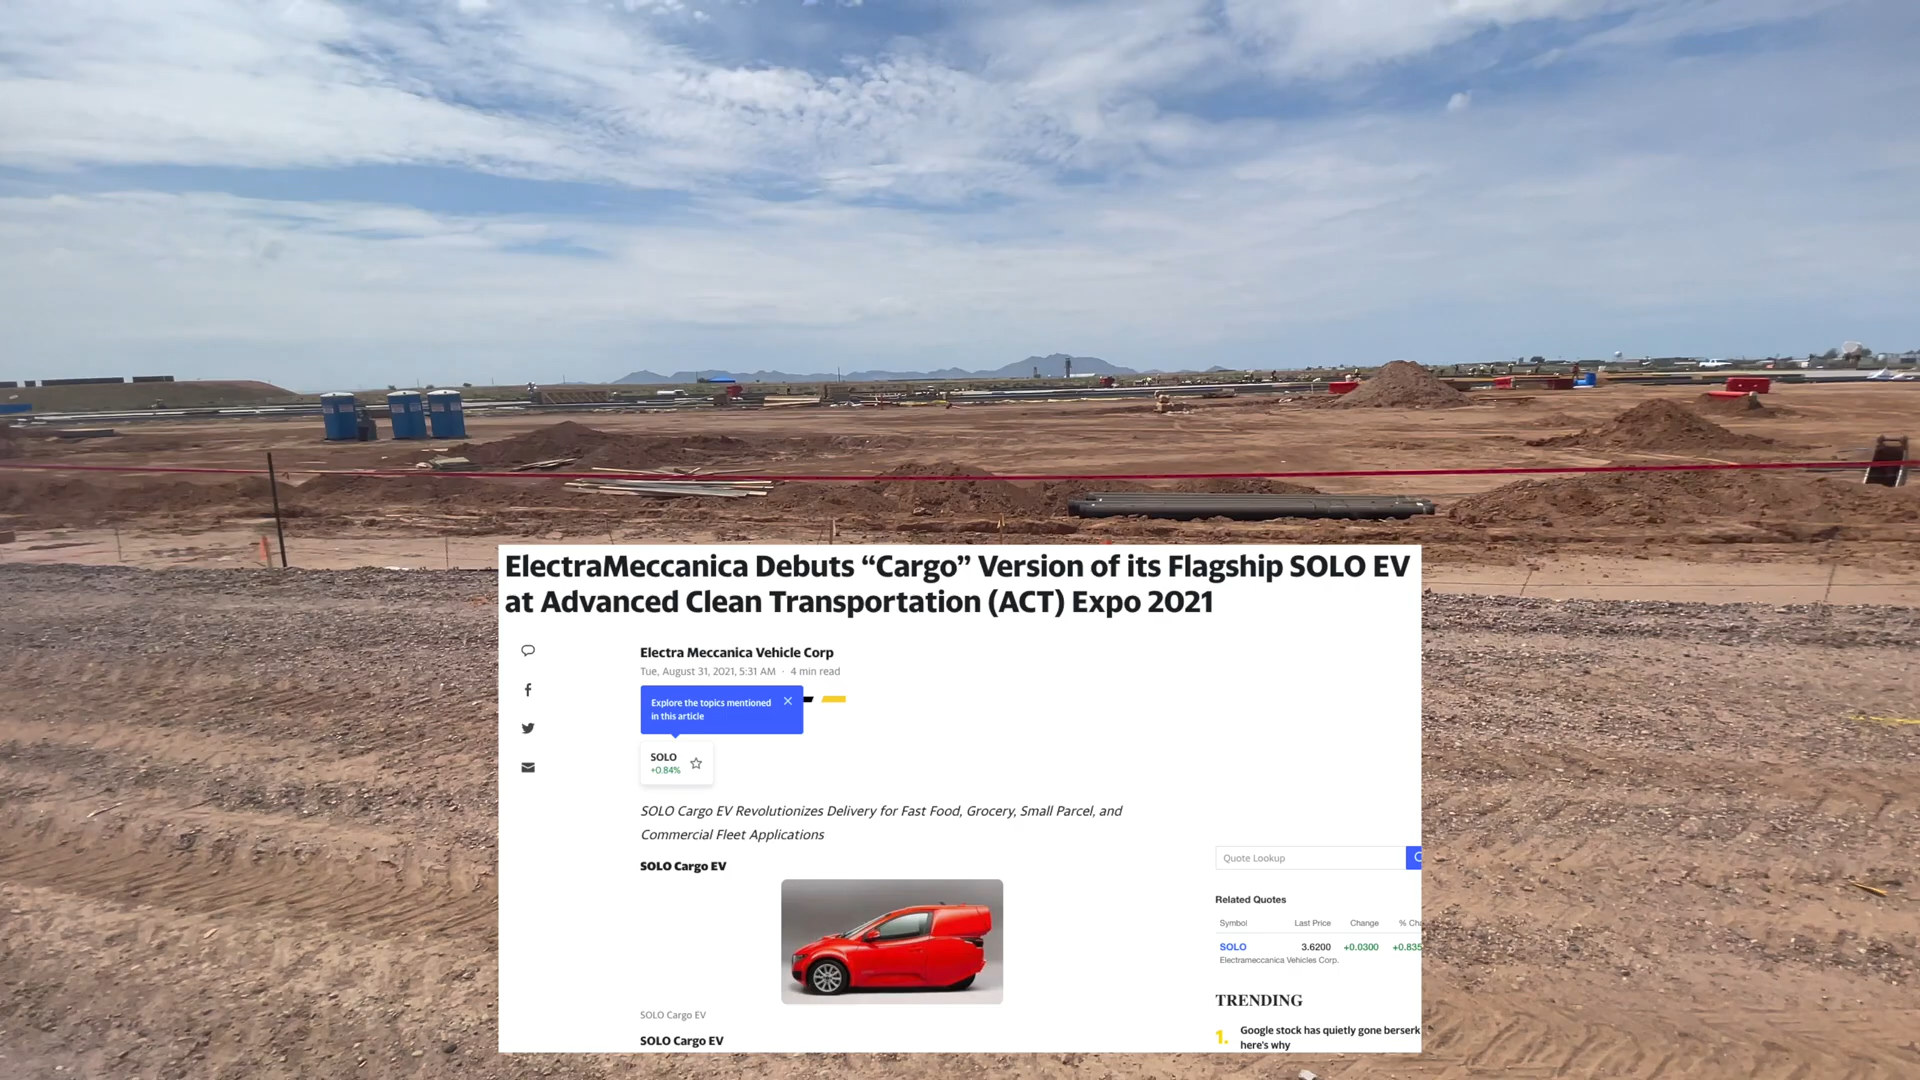 ElectraMeccanica Debuts “Cargo” Version of its Flagship SOLO EV
at Advanced Clean Transportation (ACT) Expo 2021
Electra Meccanica Vehicle Corp
Tue, August 31, 2021, 5:31 AM · 4 min read
Explore the topics mentioned
in this article
SOLO
+0.84%
SOLO Cargo EV Revolutionizes Delivery for Fast Food, Grocery, Small Parcel, and
Commercial Fleet Applications
SOLO Cargo EV
SOLO Cargo EV
SOLO Cargo EV
Quote Lookup
Related Quotes
Symbol Last Price Change %
SOLO 3.6200 +0.0300 +0.835
Electrameccanica Vehicles Corp.
TRENDING
1. Google stock has quietly gone berserk
here's why